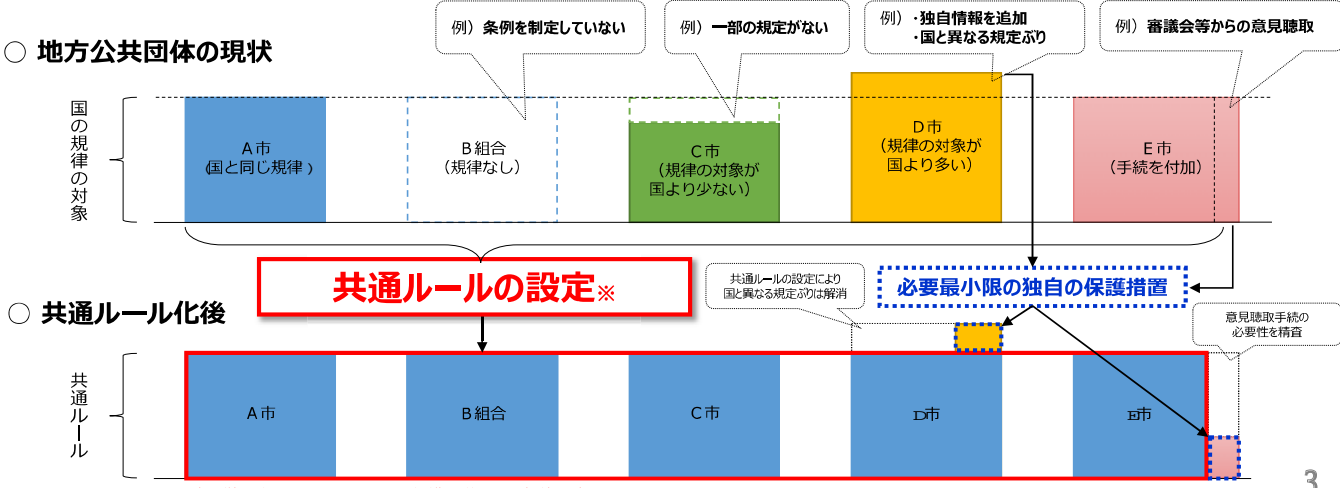 例）条例を制定していない
例）一部の規定がない
例）・独自情報を追加
・国と異なる規定ぶり
例）審議会等からの意見聴取
○ 地方公共団体の現状
国の規律の対象
A市
（国と同じ規律）
B組合
（規律なし）
C市
（規律の対象が
国より少ない）
D市
（規律の対象が
国より多い）
E市
（手続を付加）
共通ルールの設定※
共通ルールの設定により
国と異なる規定ぶりは解消
必要最小限の独自の保護措置
意見聴取手続の
必要性を精査
○ 共通ルール化後
共通ルール
A市
B組合
C市
D市
E市
3